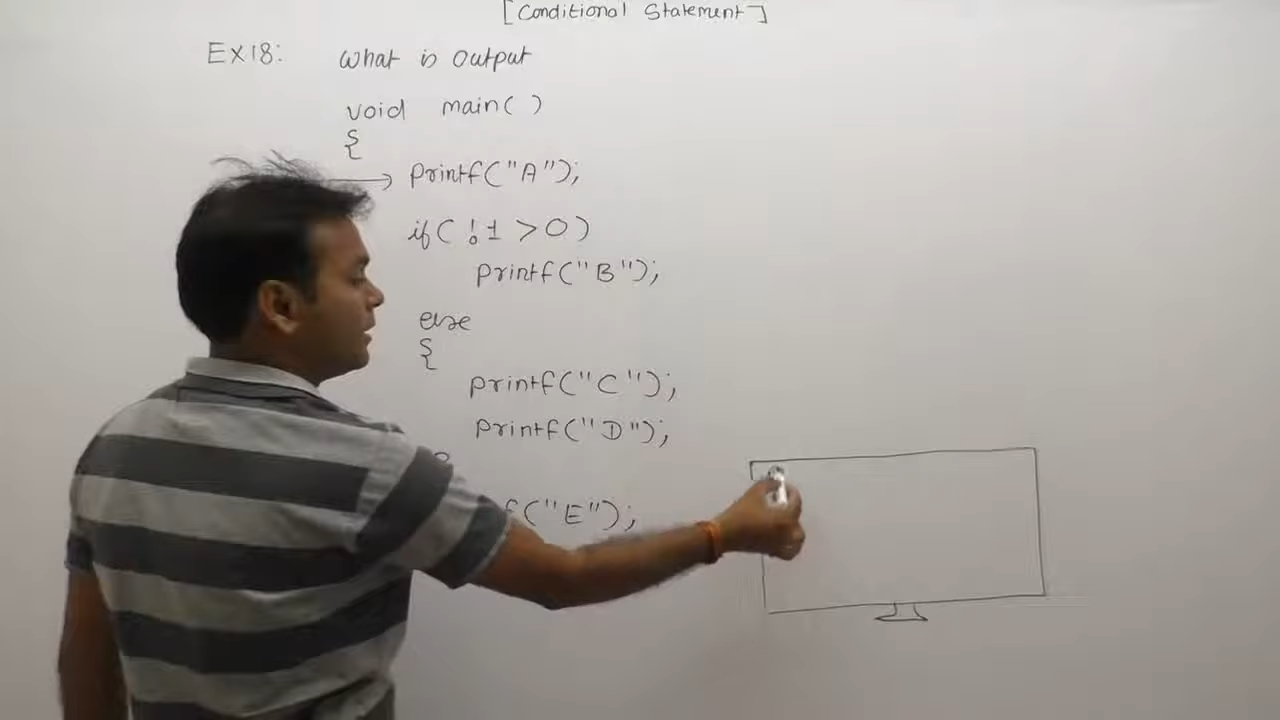 [Conditional Statement]
EX18: What is output
void main( )
{
printf("A");
if( !1 > 0 )
printf("B");
else
{
printf("C");
printf("D");
f("E");